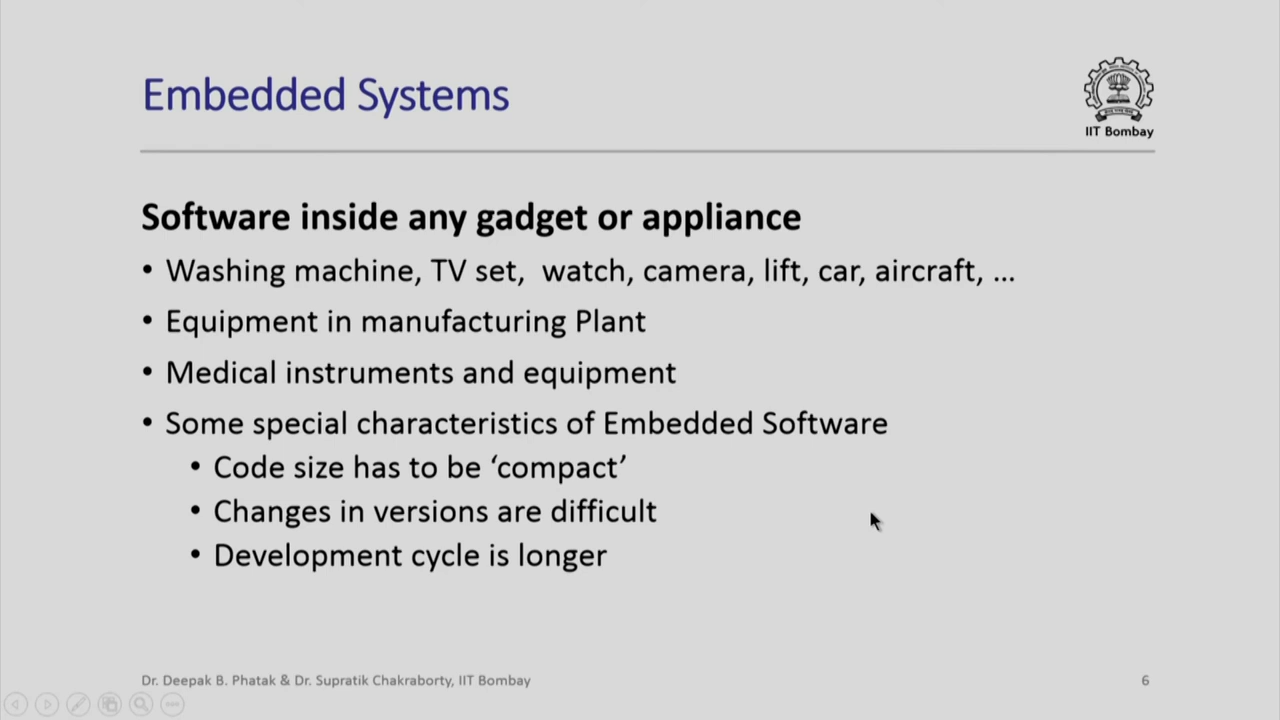 Embedded Systems
IIT Bombay
Software inside any gadget or appliance
• Washing machine, TV set,  watch, camera, lift, car, aircraft, ...
• Equipment in manufacturing Plant
• Medical instruments and equipment
• Some special characteristics of Embedded Software
• Code size has to be ‘compact’
• Changes in versions are difficult
• Development cycle is longer
Dr. Deepak B. Phatak & Dr. Supratik Chakraborty, IIT Bombay
6